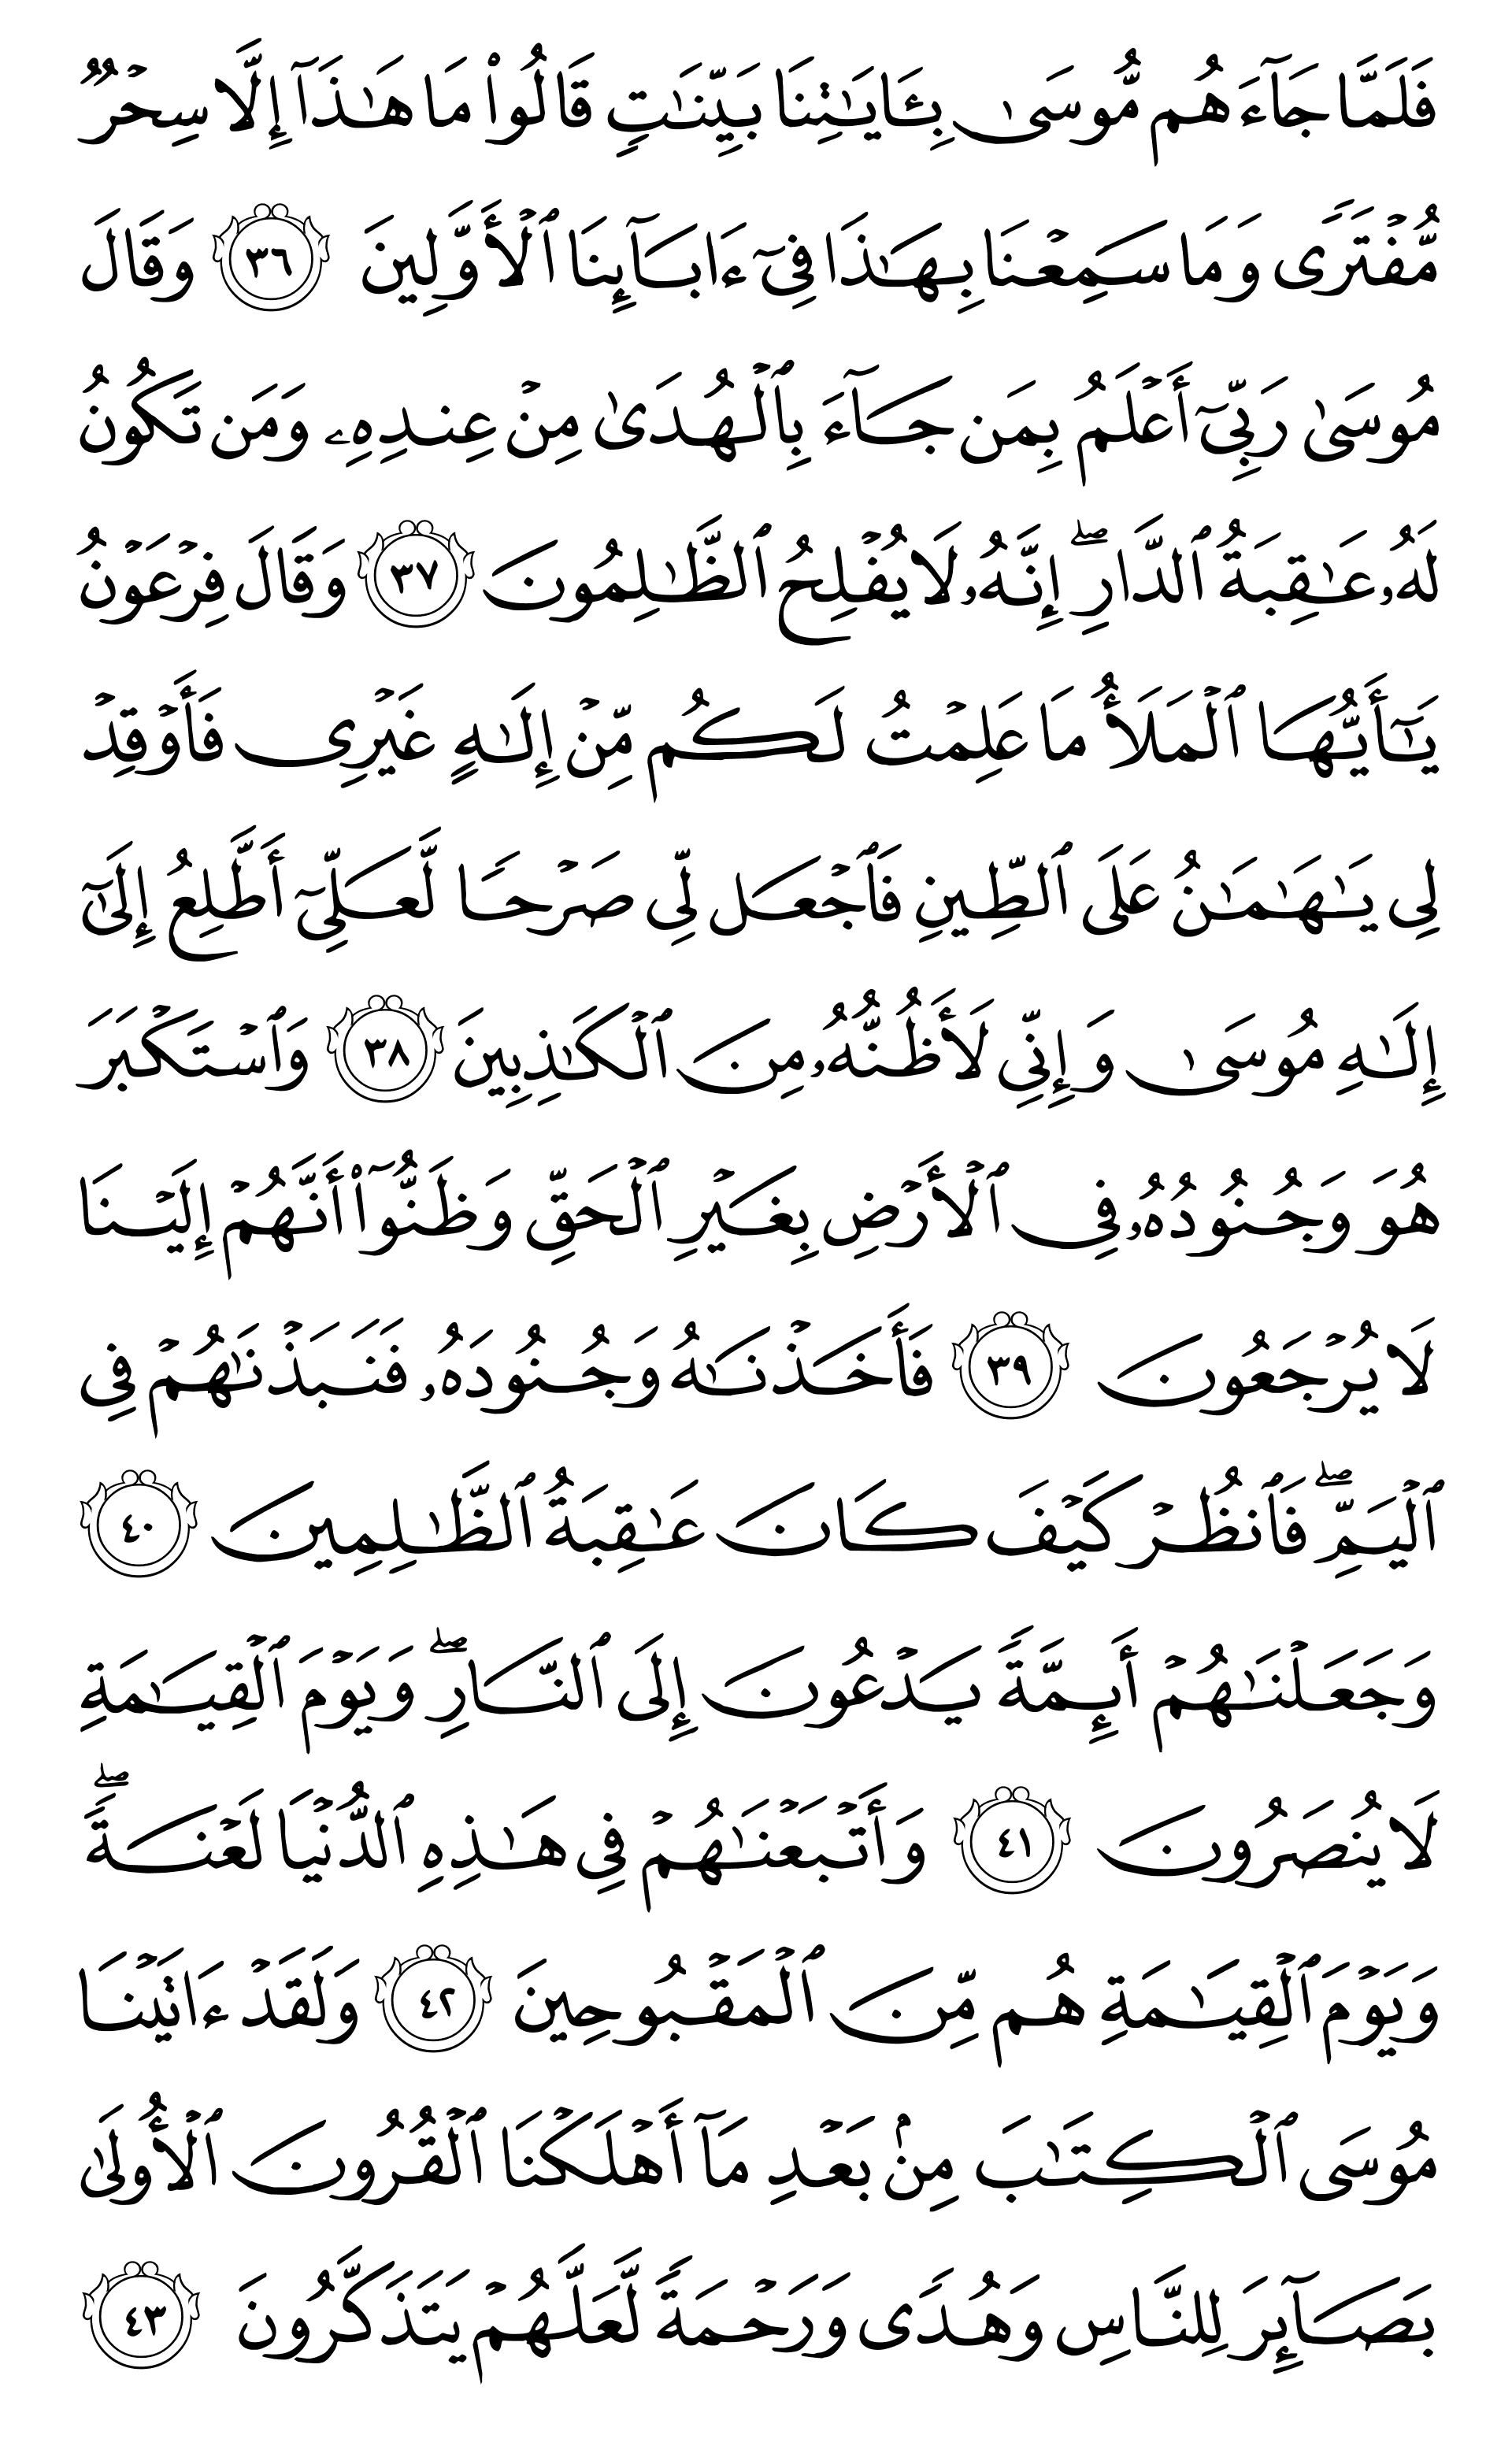 فَلَمَّا جَآءَهُم مُّوسَىٰ بِـَٔايَٰتِنَا بَيِّنَٰتٍ قَالُوا۟ مَا هَٰذَآ إِلَّا سِحْرٌ
مُّفْتَرًى وَمَا سَمِعْنَا بِهَٰذَا فِىٓ ءَابَآئِنَا ٱلْأَوَّلِينَ ٣٦ وَقَالَ
مُوسَىٰ رَبِّىٓ أَعْلَمُ بِمَن جَآءَ بِٱلْهُدَىٰ مِنْ عِندِهِۦ وَمَن تَكُونُ
لَهُۥ عَٰقِبَةُ ٱلدَّارِ ۖ إِنَّهُۥ لَا يُفْلِحُ ٱلظَّٰلِمُونَ ٣٧ وَقَالَ فِرْعَوْنُ
يَٰٓأَيُّهَا ٱلْمَلَأُ مَا عَلِمْتُ لَكُم مِّنْ إِلَٰهٍ غَيْرِى فَأَوْقِدْ
لِى يَٰهَٰمَٰنُ عَلَى ٱلطِّينِ فَٱجْعَل لِّى صَرْحًا لَّعَلِّىٓ أَطَّلِعُ إِلَىٰٓ
إِلَٰهِ مُوسَىٰ وَإِنِّى لَأَظُنُّهُۥ مِنَ ٱلْكَٰذِبِينَ ٣٨ وَٱسْتَكْبَرَ
هُوَ وَجُنُودُهُۥ فِى ٱلْأَرْضِ بِغَيْرِ ٱلْحَقِّ وَظَنُّوٓا۟ أَنَّهُمْ إِلَيْنَا
لَا يُرْجَعُونَ ٣٩ فَأَخَذْنَٰهُ وَجُنُودَهُۥ فَنَبَذْنَٰهُمْ فِى
ٱلْيَمِّ ۖ فَٱنظُرْ كَيْفَ كَانَ عَٰقِبَةُ ٱلظَّٰلِمِينَ ٤٠
وَجَعَلْنَٰهُمْ أَئِمَّةً يَدْعُونَ إِلَى ٱلنَّارِ ۖ وَيَوْمَ ٱلْقِيَٰمَةِ
لَا يُنصَرُونَ ٤١ وَأَتْبَعْنَٰهُمْ فِى هَٰذِهِ ٱلدُّنْيَا لَعْنَةً ۖ
وَيَوْمَ ٱلْقِيَٰمَةِ هُم مِّنَ ٱلْمَقْبُوحِينَ ٤٢ وَلَقَدْ ءَاتَيْنَا
مُوسَى ٱلْكِتَٰبَ مِنۢ بَعْدِ مَآ أَهْلَكْنَا ٱلْقُرُونَ ٱلْأُولَىٰ
بَصَآئِرَ لِلنَّاسِ وَهُدًى وَرَحْمَةً لَّعَلَّهُمْ يَتَذَكَّرُونَ ٤٣